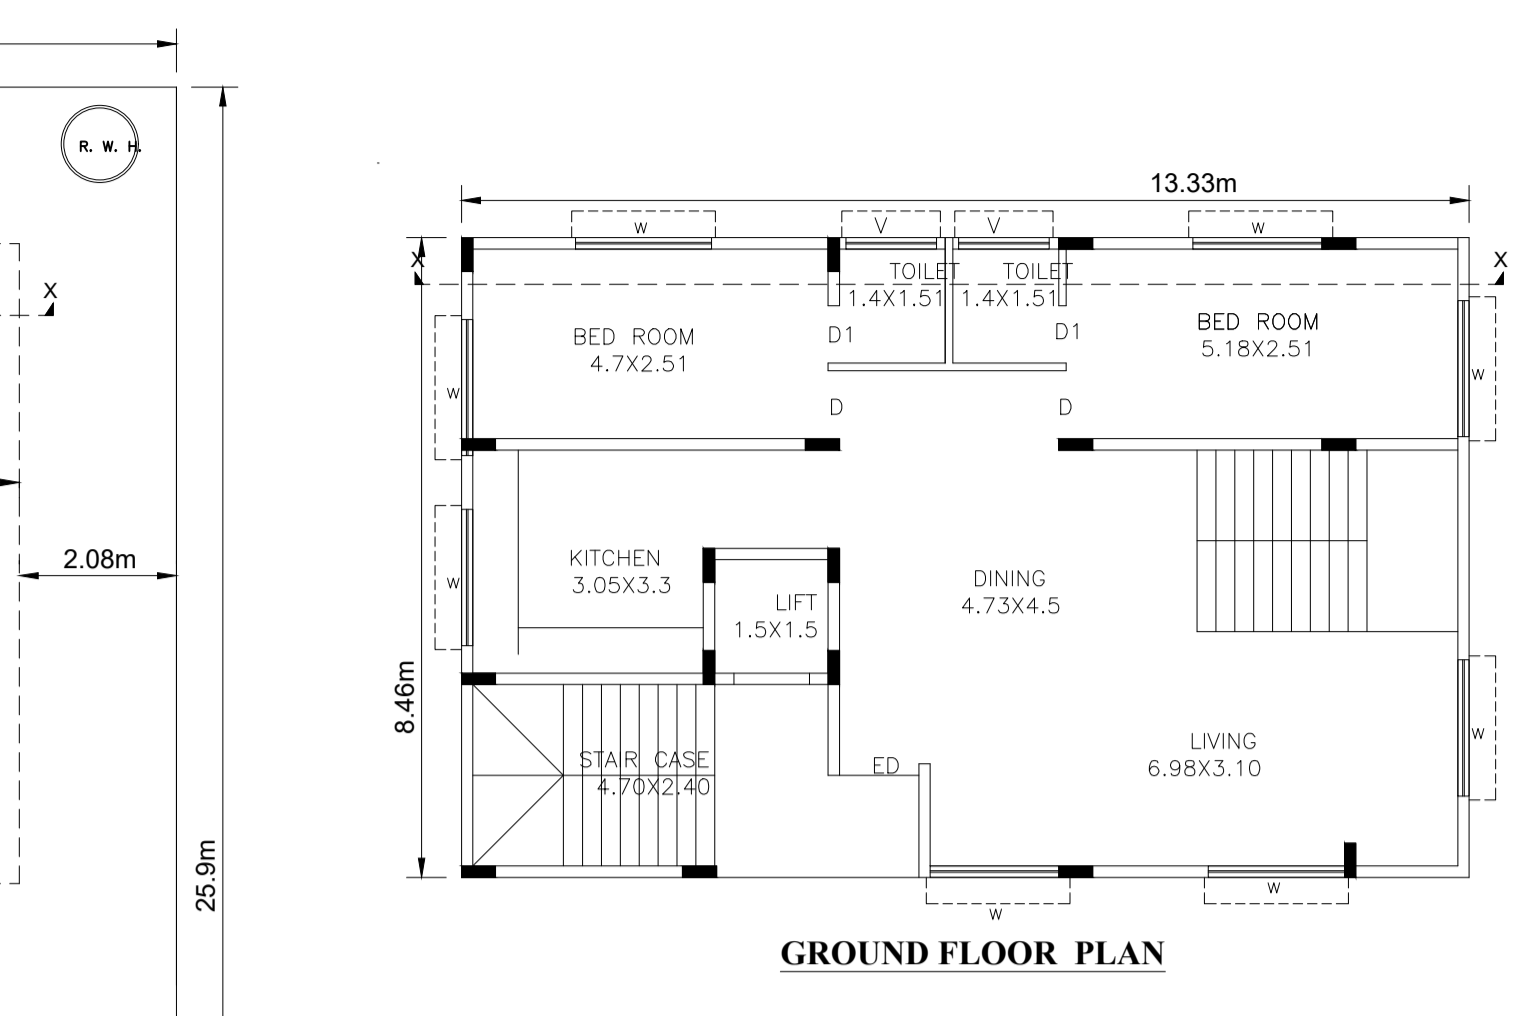 R. W. H.
X
2.08m
25.9m
13.33m
8.46m
W
V
V
W
X
X
TOILET
1.4X1.51
TOILET
1.4X1.51
BED ROOM
4.7X2.51
D1
D1
BED ROOM
5.18X2.51
W
W
D
D
KITCHEN
3.05X3.3
W
LIFT
1.5X1.5
DINING
4.73X4.5
STAIR CASE
4.70X2.40
ED
LIVING
6.98X3.10
W
W
W
GROUND FLOOR PLAN